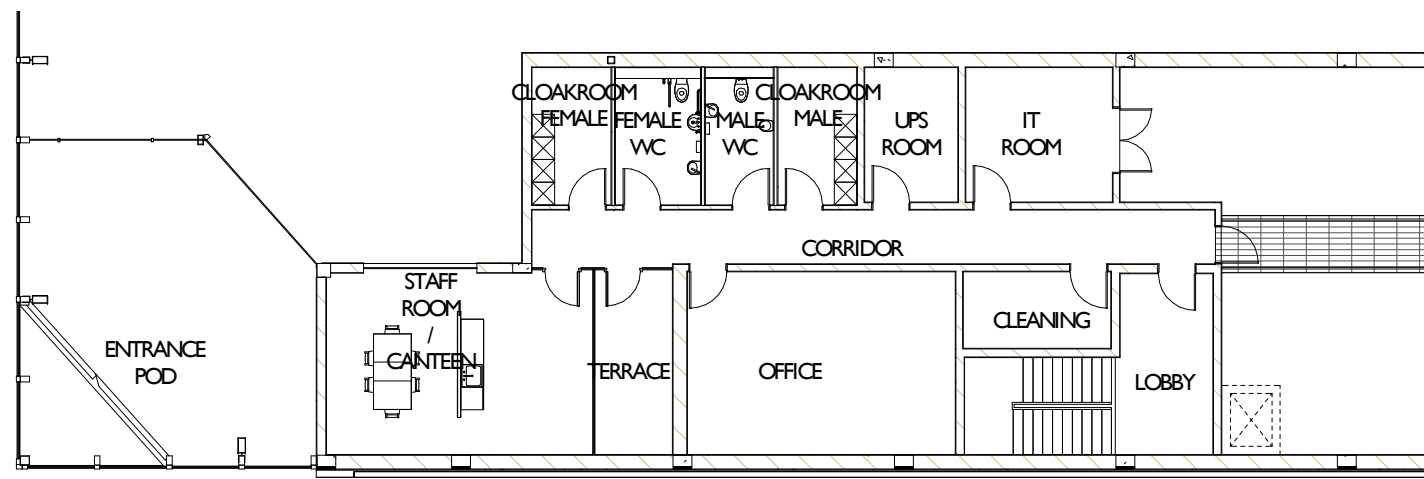 CLOAKROOM
FEMALE
FEMALE
WC
MALE
WC
CLOAKROOM
MALE
UPS
ROOM
IT
ROOM
CORRIDOR
STAFF
ROOM
/
CANTEEN
ENTRANCE
POD
TERRACE
OFFICE
CLEANING
LOBBY